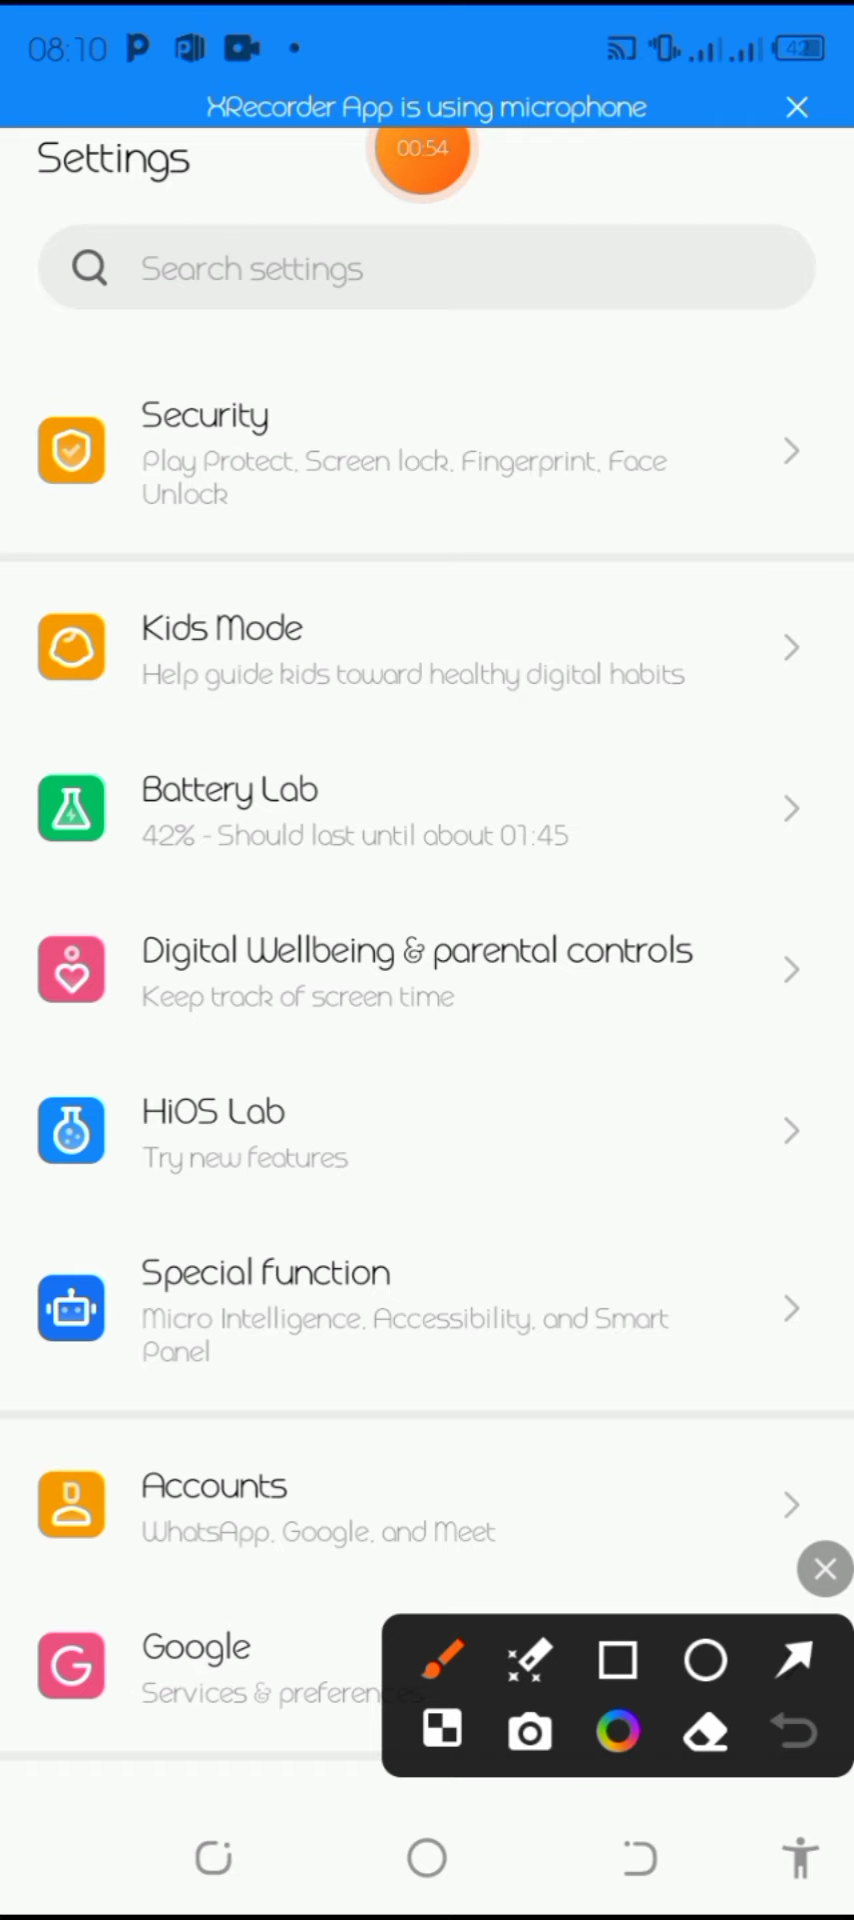 08:10
42
XRecorder App is using microphone
Settings
00:54
Search settings
Security
Play Protect, Screen lock, Fingerprint, Face
Unlock
Kids Mode
Help guide kids toward healthy digital habits
Battery Lab
42% - Should last until about 01:45
Digital Wellbeing & parental controls
Keep track of screen time
HiOS Lab
Try new features
Special function
Micro Intelligence, Accessibility, and Smart
Panel
Accounts
WhatsApp, Google, and Meet
Google
Services & preferences